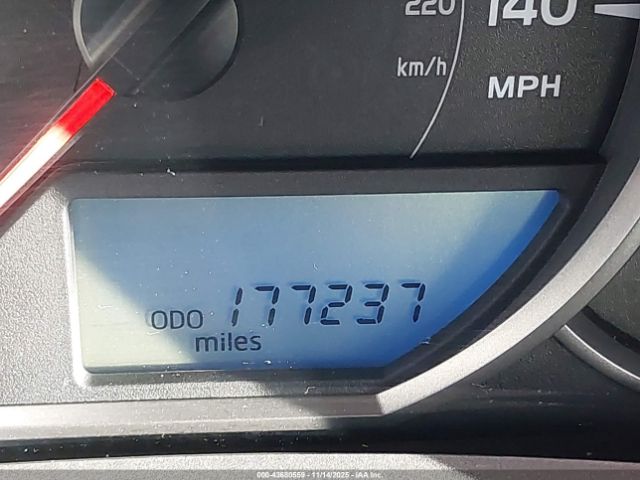 220
140
km/h
MPH
ODO 177237
miles
000-43680559 - 11/14/2025 - IAA Inc.